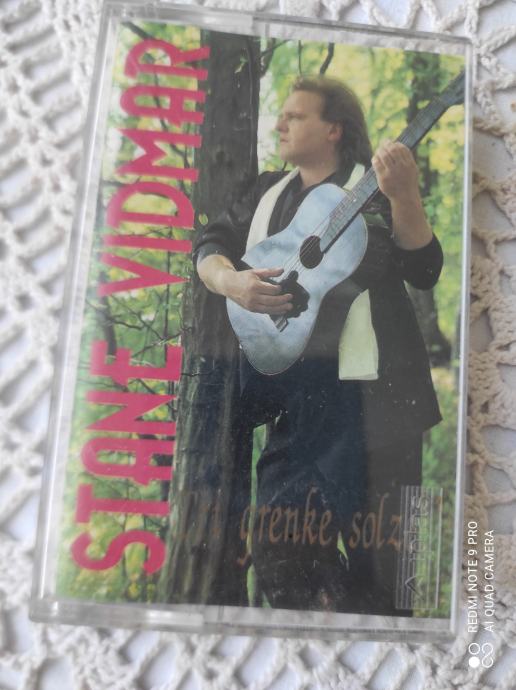 STANE VIDMAR
grenke solz
REDMI NOTE 9 PRO
AI QUAD CAMERA